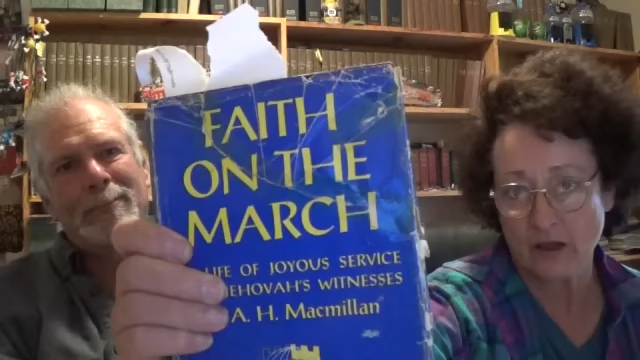 FAITH
ON THE
MARCH
LIFE OF JOYOUS SERVICE
JEHOVAH'S WITNESSES
A. H. Macmillan